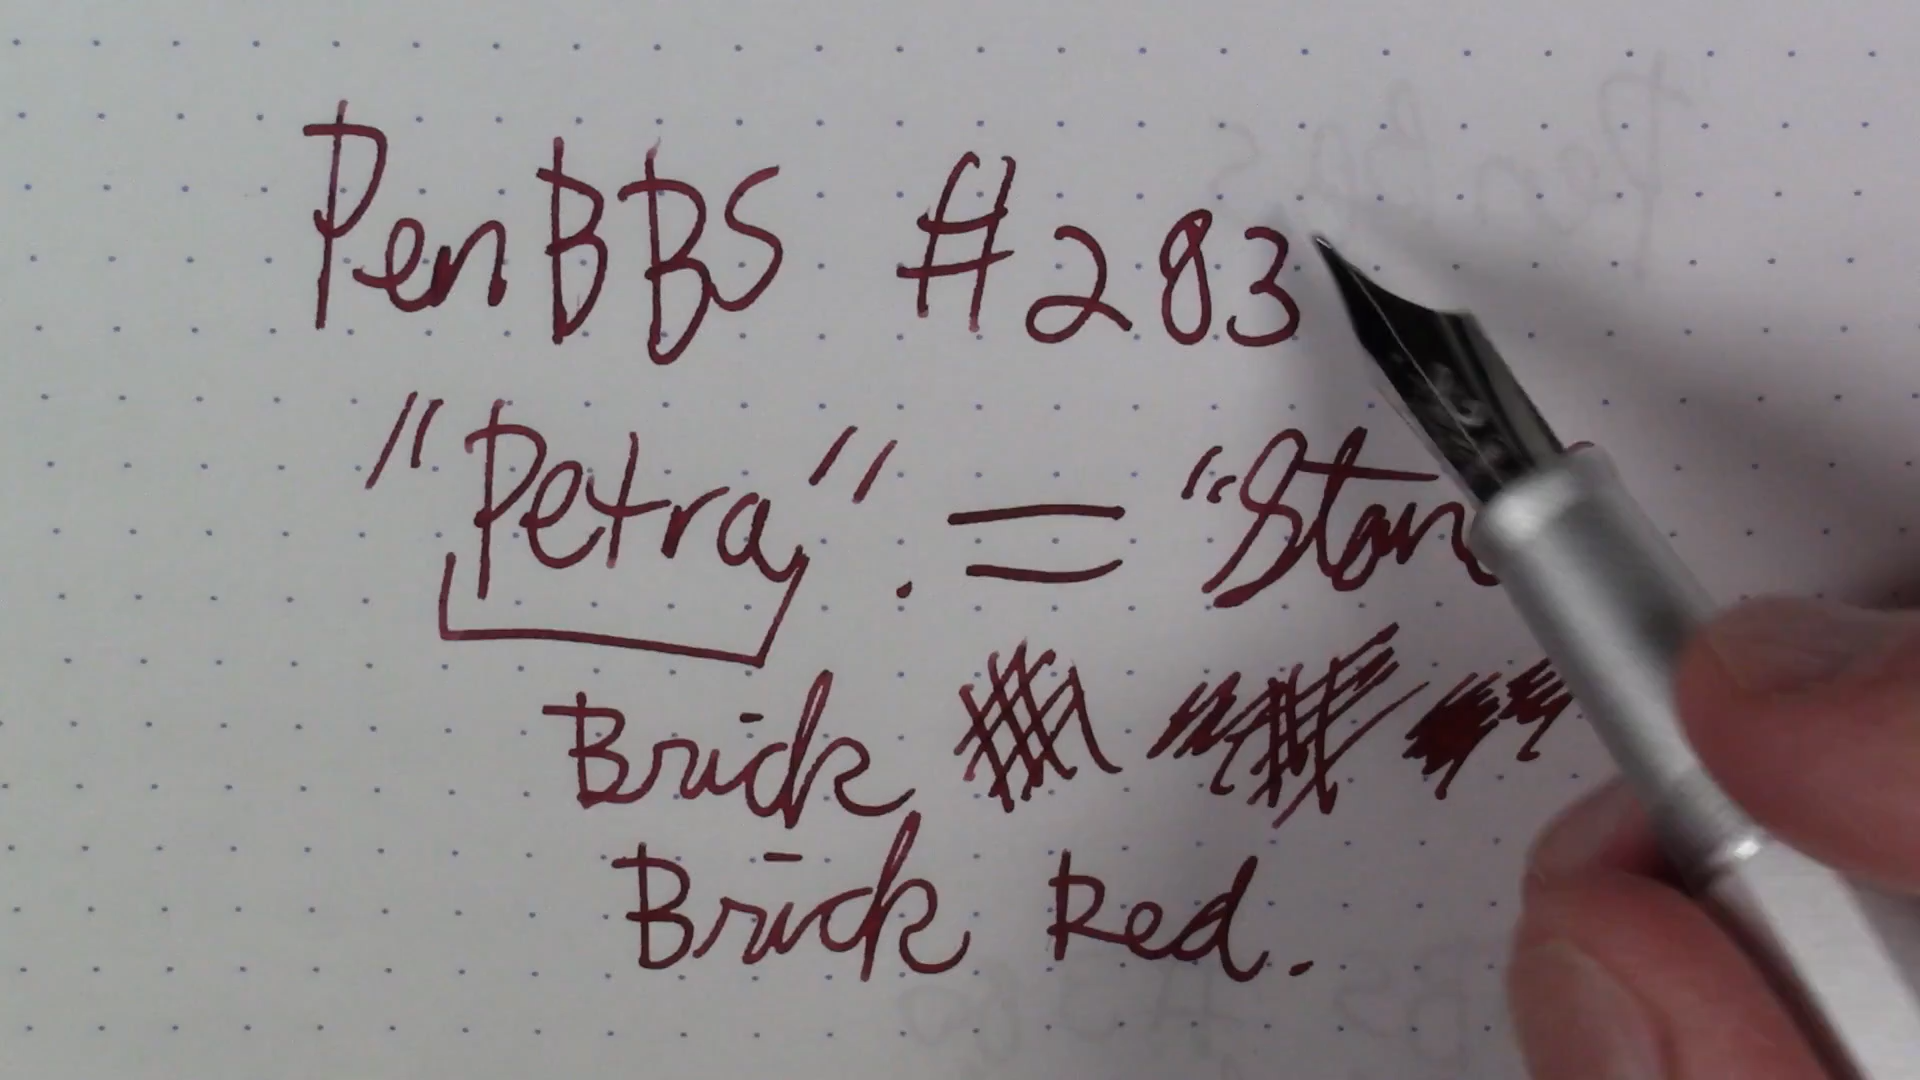 PenBBS #283
"Petra". = "Ston
Brick
Brick Red.